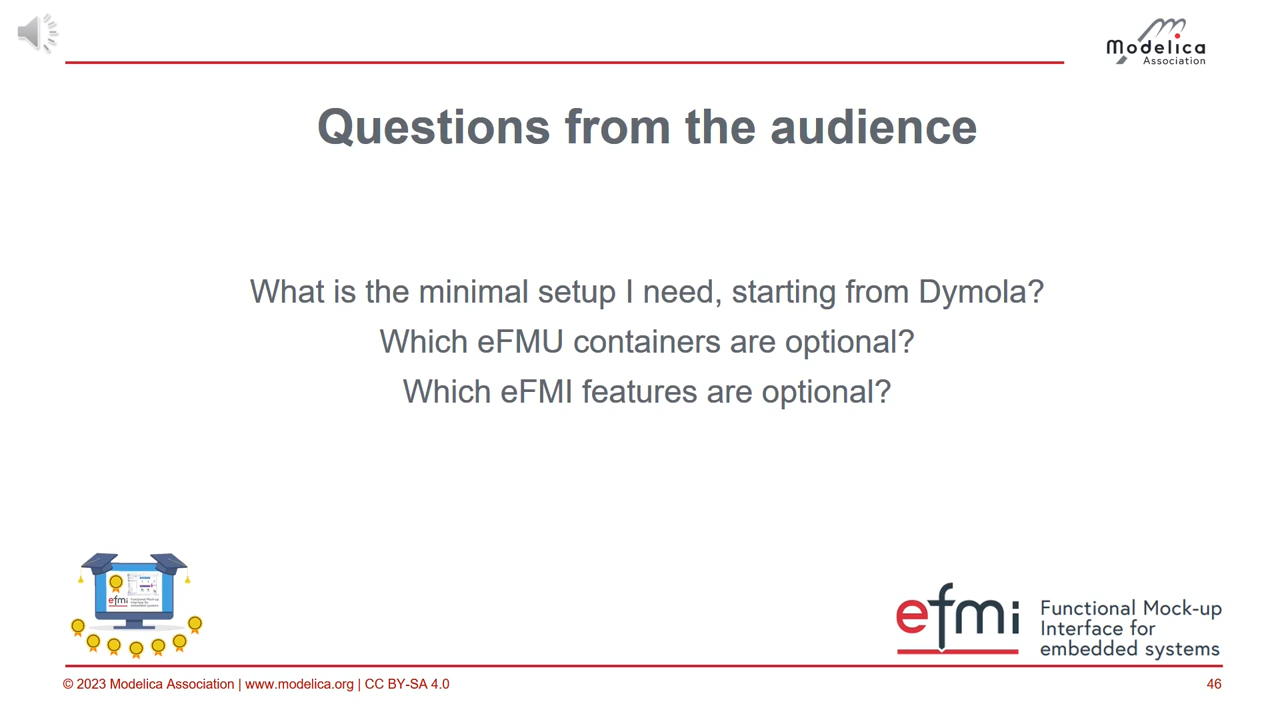 Modelica
Association
Questions from the audience
What is the minimal setup I need, starting from Dymola?
Which eFMU containers are optional?
Which eFMI features are optional?
efmi
efmi Functional Mock-up
Interface for
embedded systems
© 2023 Modelica Association | www.modelica.org | CC BY-SA 4.0
46